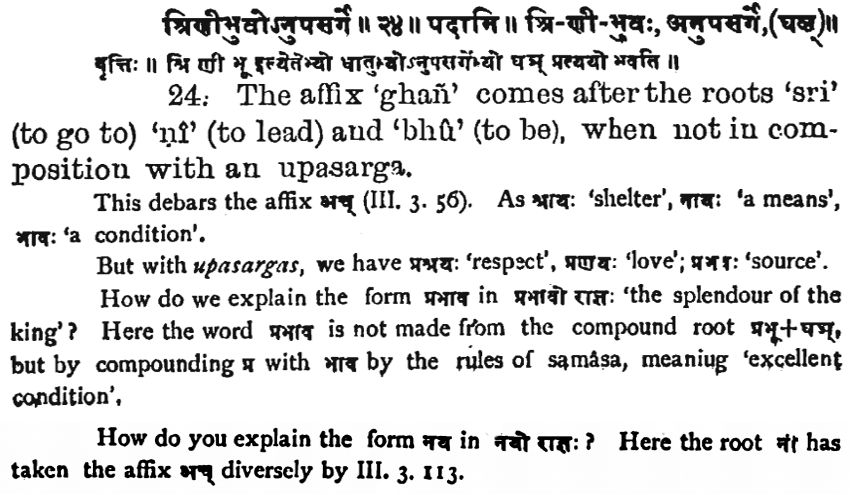 श्रिणीभुवोऽनुपसर्गे ॥ २४ ॥ पदानि ॥ श्रि-णी-भुवः, अनुपसर्गे, (घञ्) ॥
वृत्तिः ॥ श्रि णी भू इत्येतेभ्यो धातुभ्योऽनुपसर्गेभ्यो घञ् प्रत्ययो भवति ॥
24. The affix 'ghañ' comes after the roots 'sri'
(to go to) 'ṇî' (to lead) and 'bhû' (to be), when not in com-
position with an upasarga.
This debars the affix अच् (III. 3. 56). As श्रायः 'shelter', नायः 'a means',
भावः 'a condition'.
But with upasargas, we have प्रश्रयः 'respect', प्रणयः 'love'; प्रभवः 'source'.
How do we explain the form प्रभाव in प्रभावो राज्ञः 'the splendour of the
king'? Here the word प्रभाव is not made from the compound root प्रभू+घञ्,
but by compounding प्र with भाव by the rules of samâsa, meaniug 'excellent
condition'.
How do you explain the form नय in नयो राज्ञः? Here the root नी has
taken the affix अच् diversely by III. 3. 113.